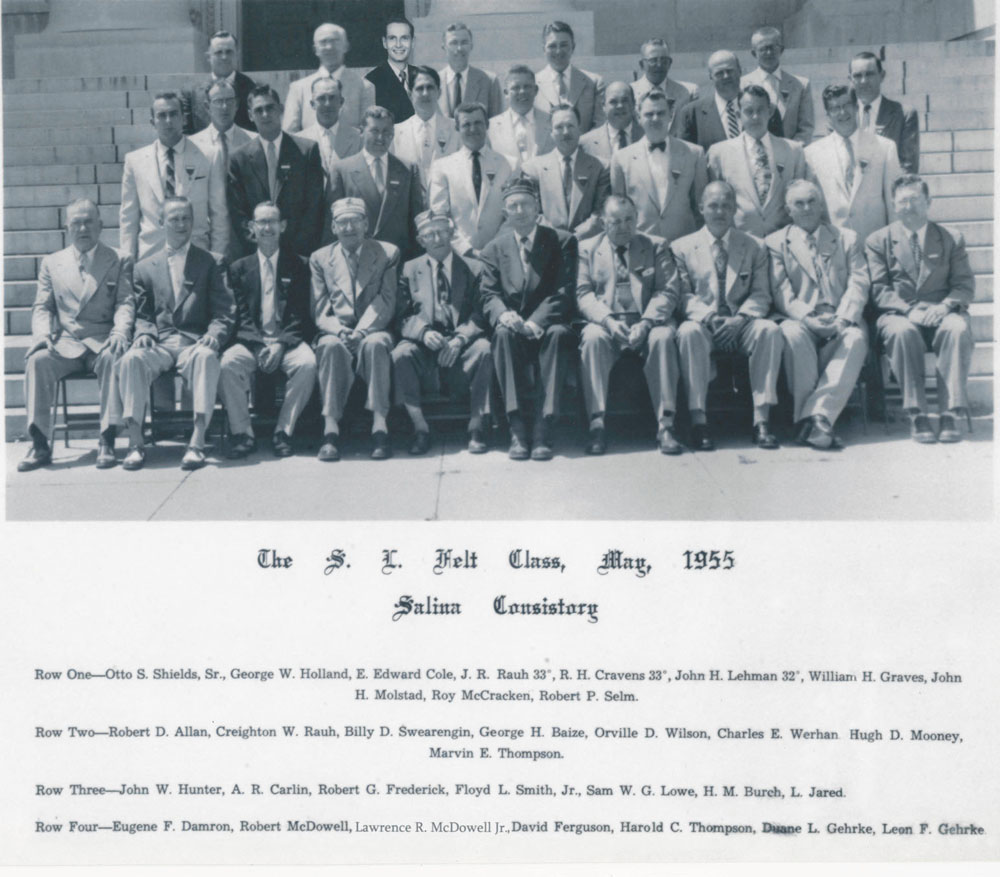 The S. L. Felt Class, May, 1955
Salina Consistory
Row One—Otto S. Shields, Sr., George W. Holland, E. Edward Cole, J. R. Rauh 33°, R. H. Cravens 33°, John H. Lehman 32°, William H. Graves, John
H. Molstad, Roy McCracken, Robert P. Selm.
Row Two—Robert D. Allan, Creighton W. Rauh, Billy D. Swearengin, George H. Baize, Orville D. Wilson, Charles E. Werhan Hugh D. Mooney,
Marvin E. Thompson.
Row Three—John W. Hunter, A. R. Carlin, Robert G. Frederick, Floyd L. Smith, Jr., Sam W. G. Lowe, H. M. Burch, L. Jared.
Row Four—Eugene F. Damron, Robert McDowell, Lawrence R. McDowell Jr., David Ferguson, Harold C. Thompson, Duane L. Gehrke, Leon F. Gehrke